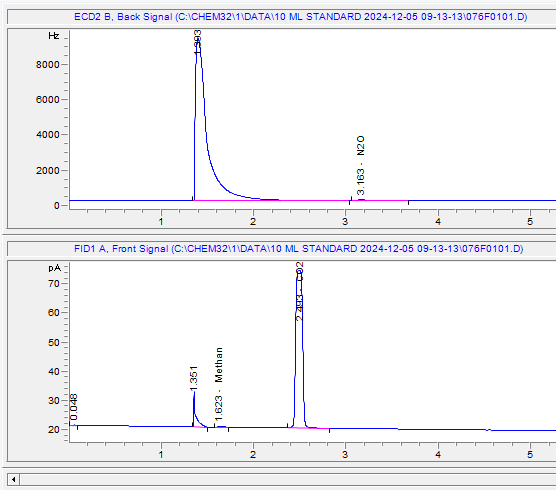 ECD2 B, Back Signal (C:\CHEM32\1\DATA\10 ML STANDARD 2024-12-05 09-13-13\076F0101.D)
Hz
8000
6000
4000
2000
0
3.163 - N2O
1 2 3 4 5
FID1 A, Front Signal (C:\CHEM32\1\DATA\10 ML STANDARD 2024-12-05 09-13-13\076F0101.D)
pA
70
60
50
40
30
20
0.048
1.351
1.623 - Methan
2.493 - CO2
1 2 3 4 5